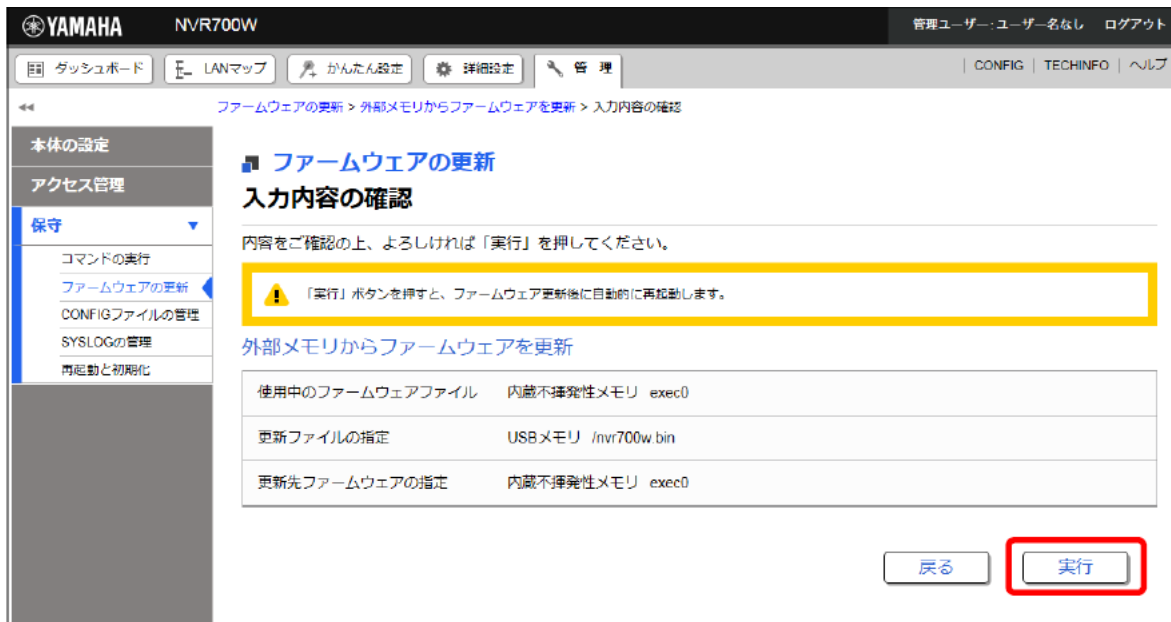 YAMAHA NVR700W 管理ユーザー:ユーザー名なし ログアウト
ダッシュボード LANマップ かんたん設定 詳細設定 管 理 | CONFIG | TECHINFO | ヘルプ
ファームウェアの更新 > 外部メモリからファームウェアを更新 > 入力内容の確認
本体の設定
アクセス管理
保守
コマンドの実行
ファームウェアの更新
CONFIGファイルの管理
SYSLOGの管理
再起動と初期化
ファームウェアの更新
入力内容の確認
内容をご確認の上、よろしければ「実行」を押してください。
「実行」ボタンを押すと、ファームウェア更新後に自動的に再起動します。
外部メモリからファームウェアを更新
使用中のファームウェアファイル 内蔵不揮発性メモリ exec0
更新ファイルの指定 USBメモリ /nvr700w.bin
更新先ファームウェアの指定 内蔵不揮発性メモリ exec0
戻る 実行